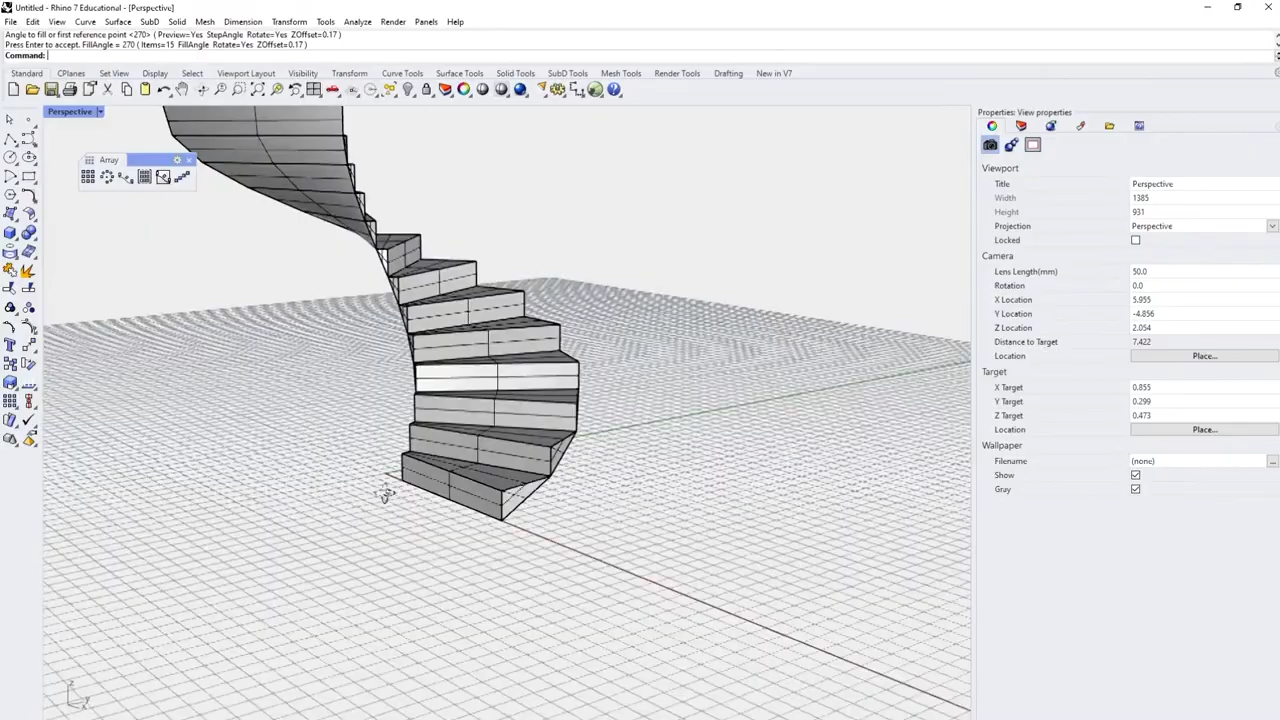 Untitled - Rhino 7 Educational - [Perspective]
File Edit View Curve Surface SubD Solid Mesh Dimension Transform Tools Analyze Render Panels Help
Angle to fill or first reference point <270> ( Preview=Yes StepAngle Rotate=Yes ZOffset=0.17 )
Press Enter to accept. FillAngle = 270 ( Items=15 FillAngle Rotate=Yes ZOffset=0.17 )
Command:
Standard CPlanes Set View Display Select Viewport Layout Visibility Transform Curve Tools Surface Tools Solid Tools SubD Tools Mesh Tools Render Tools Drafting New in V7
Perspective
Array
Properties: View properties
Viewport
Title Perspective
Width 1385
Height 931
Projection Perspective
Locked
Camera
Lens Length(mm) 50.0
Rotation 0.0
X Location 5.955
Y Location -4.856
Z Location 2.054
Distance to Target 7.422
Location Place...
Target
X Target 0.855
Y Target 0.299
Z Target 0.473
Location Place...
Wallpaper
Filename (none) ...
Show
Gray
z
y